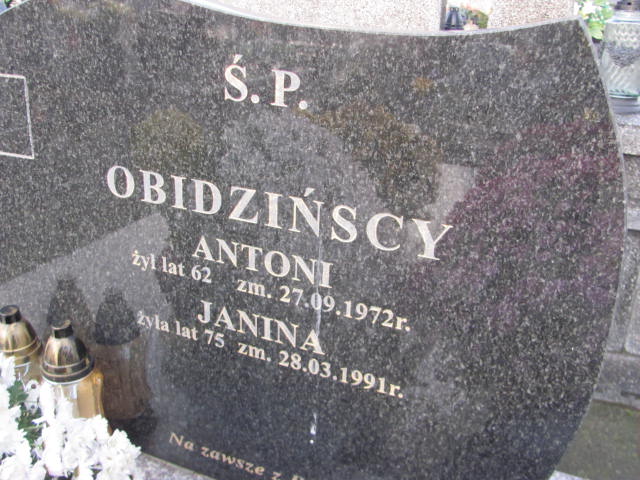 Ś.P.
OBIDZIŃSCY
ANTONI
żył lat 62 zm. 27.09.1972r.
JANINA
żyła lat 75 zm. 28.03.1991r.
Na zawsze z